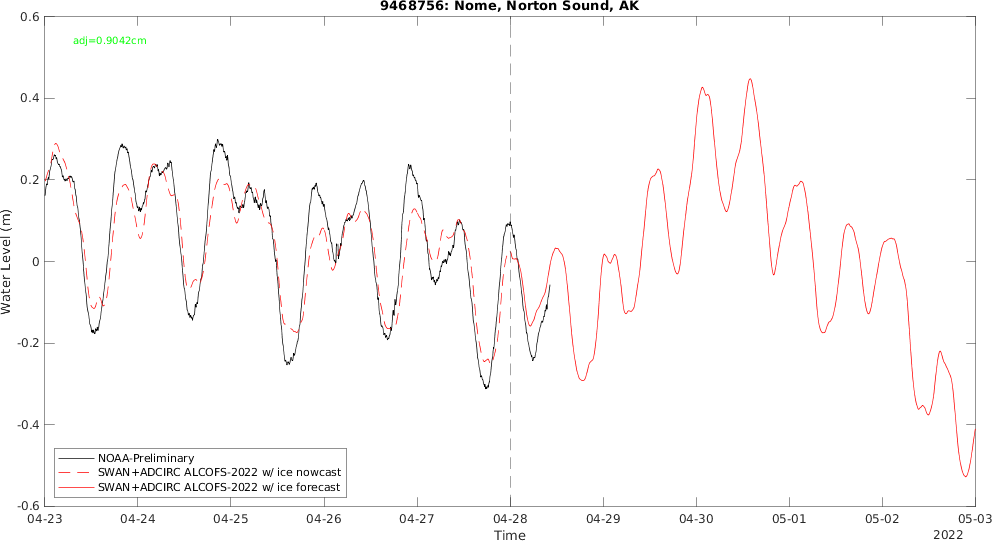 9468756: Nome, Norton Sound, AK
adj=0.9042cm
0.6
0.4
0.2
0
-0.2
-0.4
-0.6
Water Level (m)
NOAA-Preliminary
SWAN+ADCIRC ALCOFS-2022 w/ ice nowcast
SWAN+ADCIRC ALCOFS-2022 w/ ice forecast
04-23 04-24 04-25 04-26 04-27 04-28 04-29 04-30 05-01 05-02 05-03
Time
2022